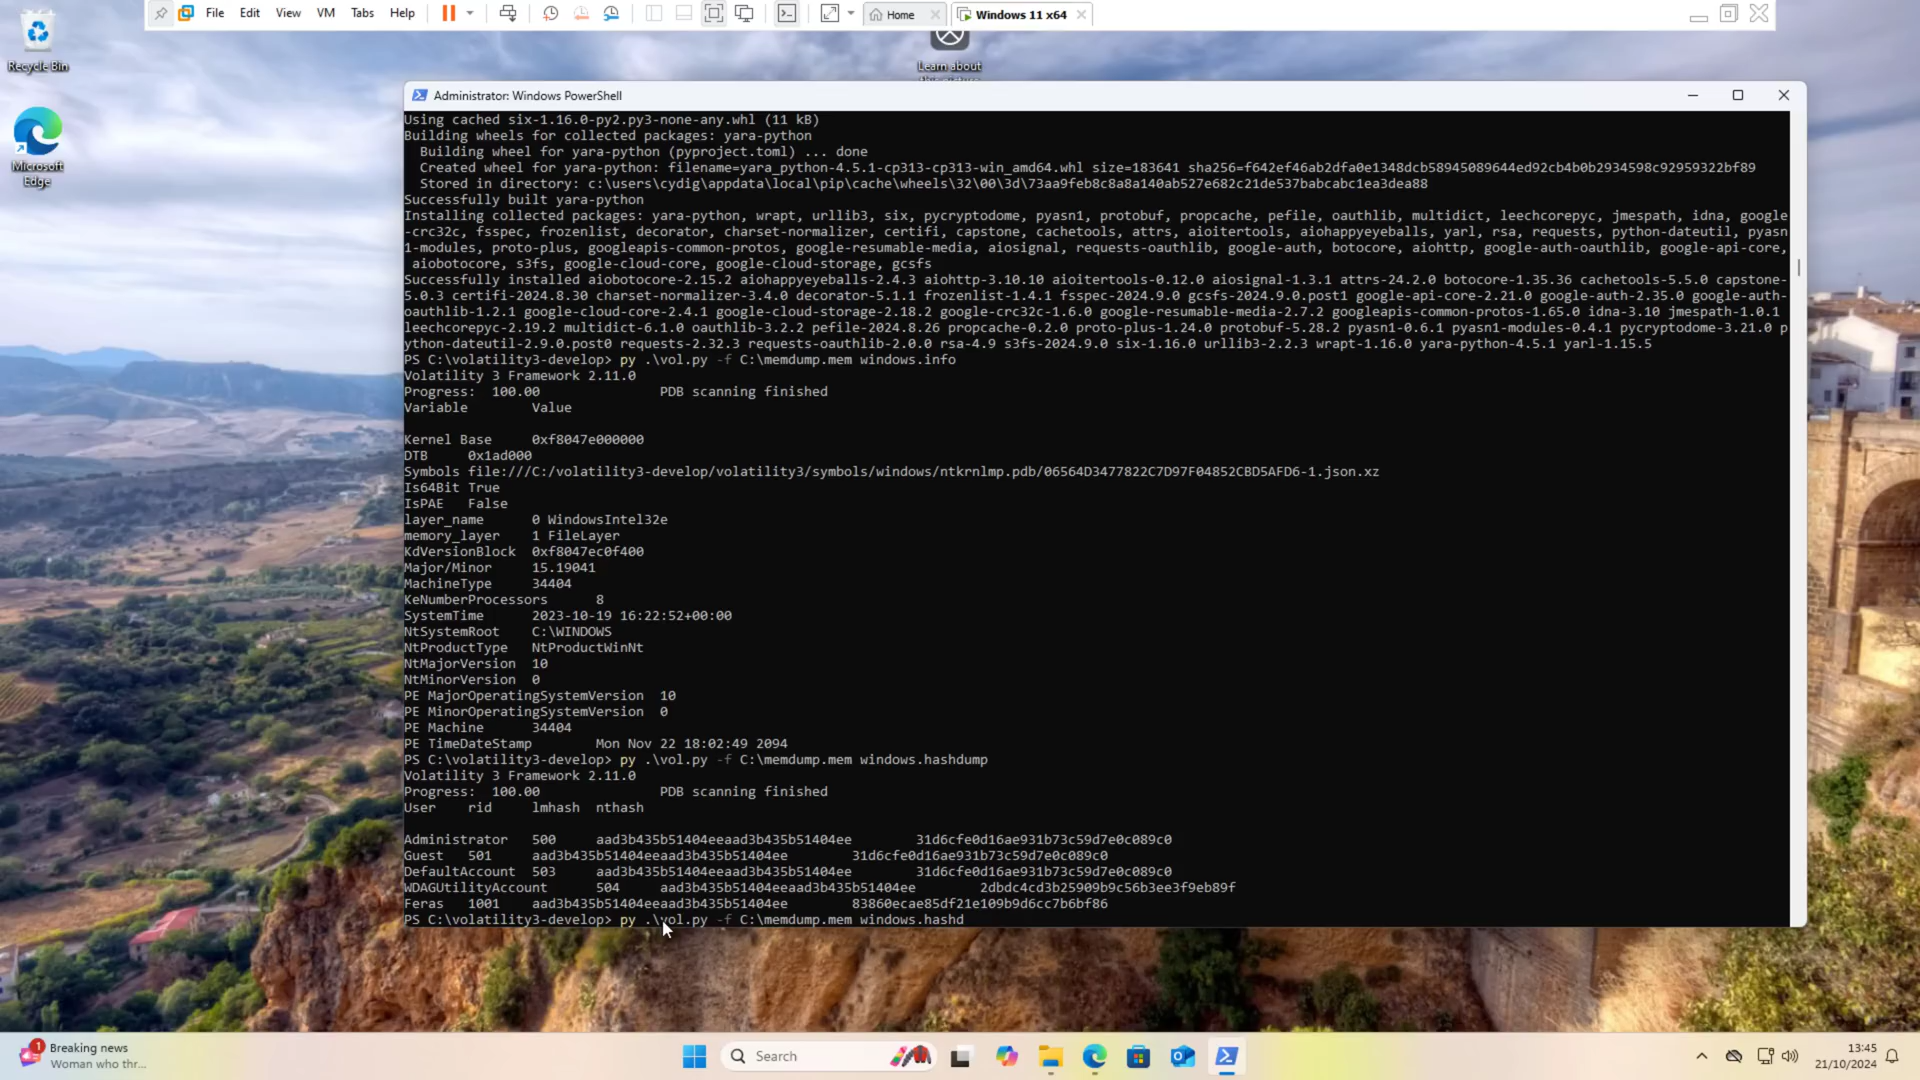 File Edit View VM Tabs Help Home Windows 11 x64
Recycle Bin
Learn about
Microsoft
Edge
Administrator: Windows PowerShell
Using cached six-1.16.0-py2.py3-none-any.whl (11 kB)
Building wheels for collected packages: yara-python
Building wheel for yara-python (pyproject.toml) ... done
Created wheel for yara-python: filename=yara_python-4.5.1-cp313-cp313-win_amd64.whl size=183641 sha256=f642ef46ab2dfa0e1348dcb58945089644ed92cb4b0b2934598c92959322bf89
Stored in directory: c:\users\cydig\appdata\local\pip\cache\wheels\32\00\3d\73aa9feb8c8a8a140ab527e682c21de537babcabc1ea3dea88
Successfully built yara-python
Installing collected packages: yara-python, wrapt, urllib3, six, pycryptodome, pyasn1, protobuf, propcache, pefile, oauthlib, multidict, leechcorepyc, jmespath, idna, google
-crc32c, fsspec, frozenlist, decorator, charset-normalizer, certifi, capstone, cachetools, attrs, aioitertools, aiohappyeyeballs, yarl, rsa, requests, python-dateutil, pyasn
1-modules, proto-plus, googleapis-common-protos, google-resumable-media, aiosignal, requests-oauthlib, google-auth, botocore, aiohttp, google-auth-oauthlib, google-api-core,
aiobotocore, s3fs, google-cloud-core, google-cloud-storage, gcsfs
Successfully installed aiobotocore-2.15.2 aiohappyeyeballs-2.4.3 aiohttp-3.10.10 aioitertools-0.12.0 aiosignal-1.3.1 attrs-24.2.0 botocore-1.35.36 cachetools-5.5.0 capstone-
5.0.3 certifi-2024.8.30 charset-normalizer-3.4.0 decorator-5.1.1 frozenlist-1.4.1 fsspec-2024.9.0 gcsfs-2024.9.0.post1 google-api-core-2.21.0 google-auth-2.35.0 google-auth-
oauthlib-1.2.1 google-cloud-core-2.4.1 google-cloud-storage-2.18.2 google-crc32c-1.6.0 google-resumable-media-2.7.2 googleapis-common-protos-1.65.0 idna-3.10 jmespath-1.0.1
leechcorepyc-2.19.2 multidict-6.1.0 oauthlib-3.2.2 pefile-2024.8.26 propcache-0.2.0 proto-plus-1.24.0 protobuf-5.28.2 pyasn1-0.6.1 pyasn1-modules-0.4.1 pycryptodome-3.21.0 p
ython-dateutil-2.9.0.post0 requests-2.32.3 requests-oauthlib-2.0.0 rsa-4.9 s3fs-2024.9.0 six-1.16.0 urllib3-2.2.3 wrapt-1.16.0 yara-python-4.5.1 yarl-1.15.5
PS C:\volatility3-develop> py .\vol.py -f C:\memdump.mem windows.info
Volatility 3 Framework 2.11.0
Progress: 100.00 PDB scanning finished
Variable Value
Kernel Base 0xf8047e000000
DTB 0x1ad000
Symbols file:///C:/volatility3-develop/volatility3/symbols/windows/ntkrnlmp.pdb/06564D3477822C7D97F04852CBD5AFD6-1.json.xz
Is64Bit True
IsPAE False
layer_name 0 WindowsIntel32e
memory_layer 1 FileLayer
KdVersionBlock 0xf8047ec0f400
Major/Minor 15.19041
MachineType 34404
KeNumberProcessors 8
SystemTime 2023-10-19 16:22:52+00:00
NtSystemRoot C:\WINDOWS
NtProductType NtProductWinNt
NtMajorVersion 10
NtMinorVersion 0
PE MajorOperatingSystemVersion 10
PE MinorOperatingSystemVersion 0
PE Machine 34404
PE TimeDateStamp Mon Nov 22 18:02:49 2094
PS C:\volatility3-develop> py .\vol.py -f C:\memdump.mem windows.hashdump
Volatility 3 Framework 2.11.0
Progress: 100.00 PDB scanning finished
User rid lmhash nthash
Administrator 500 aad3b435b51404eeaad3b435b51404ee 31d6cfe0d16ae931b73c59d7e0c089c0
Guest 501 aad3b435b51404eeaad3b435b51404ee 31d6cfe0d16ae931b73c59d7e0c089c0
DefaultAccount 503 aad3b435b51404eeaad3b435b51404ee 31d6cfe0d16ae931b73c59d7e0c089c0
WDAGUtilityAccount 504 aad3b435b51404eeaad3b435b51404ee 2dbdc4cd3b25909b9c56b3ee3f9eb89f
Feras 1001 aad3b435b51404eeaad3b435b51404ee 83860ecae85df21e109b9d6cc7b6bf86
PS C:\volatility3-develop> py .\vol.py -f C:\memdump.mem windows.hashd
1 Breaking news
Woman who thr...
Search
13:45
21/10/2024